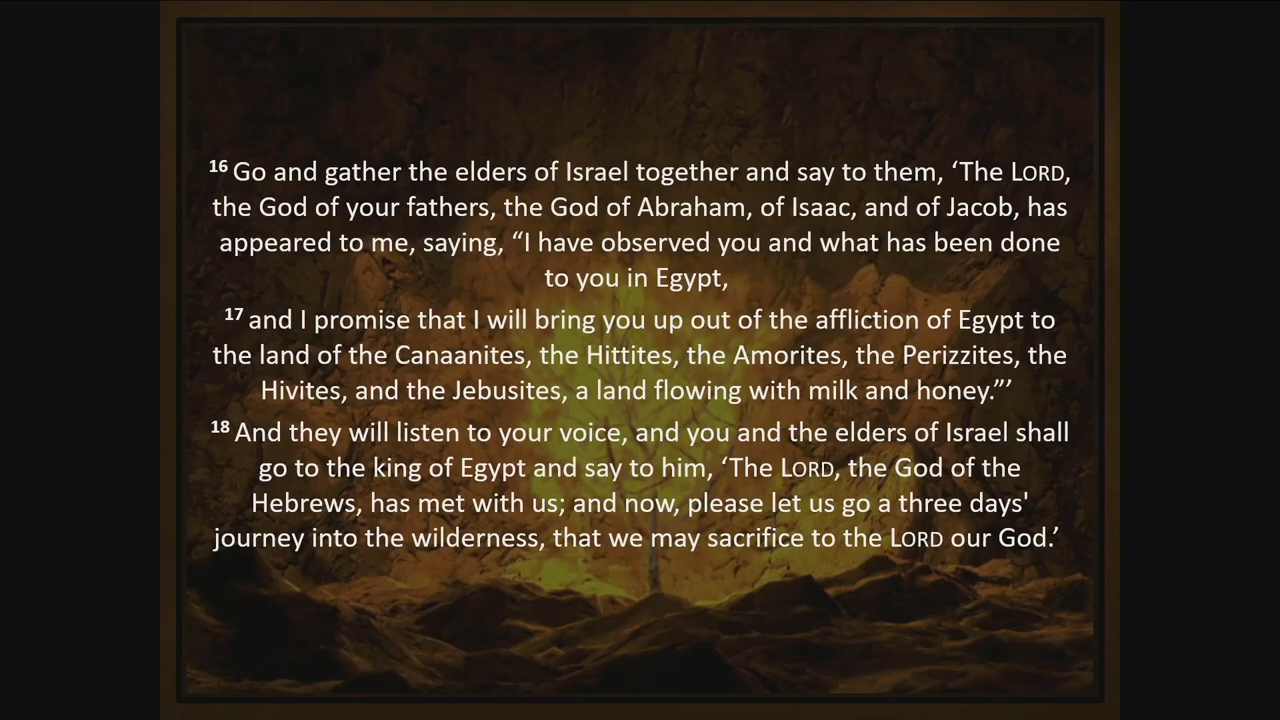 16 Go and gather the elders of Israel together and say to them, ‘The LORD,
the God of your fathers, the God of Abraham, of Isaac, and of Jacob, has
appeared to me, saying, “I have observed you and what has been done
to you in Egypt,
17 and I promise that I will bring you up out of the affliction of Egypt to
the land of the Canaanites, the Hittites, the Amorites, the Perizzites, the
Hivites, and the Jebusites, a land flowing with milk and honey.”’
18 And they will listen to your voice, and you and the elders of Israel shall
go to the king of Egypt and say to him, ‘The LORD, the God of the
Hebrews, has met with us; and now, please let us go a three days'
journey into the wilderness, that we may sacrifice to the LORD our God.’